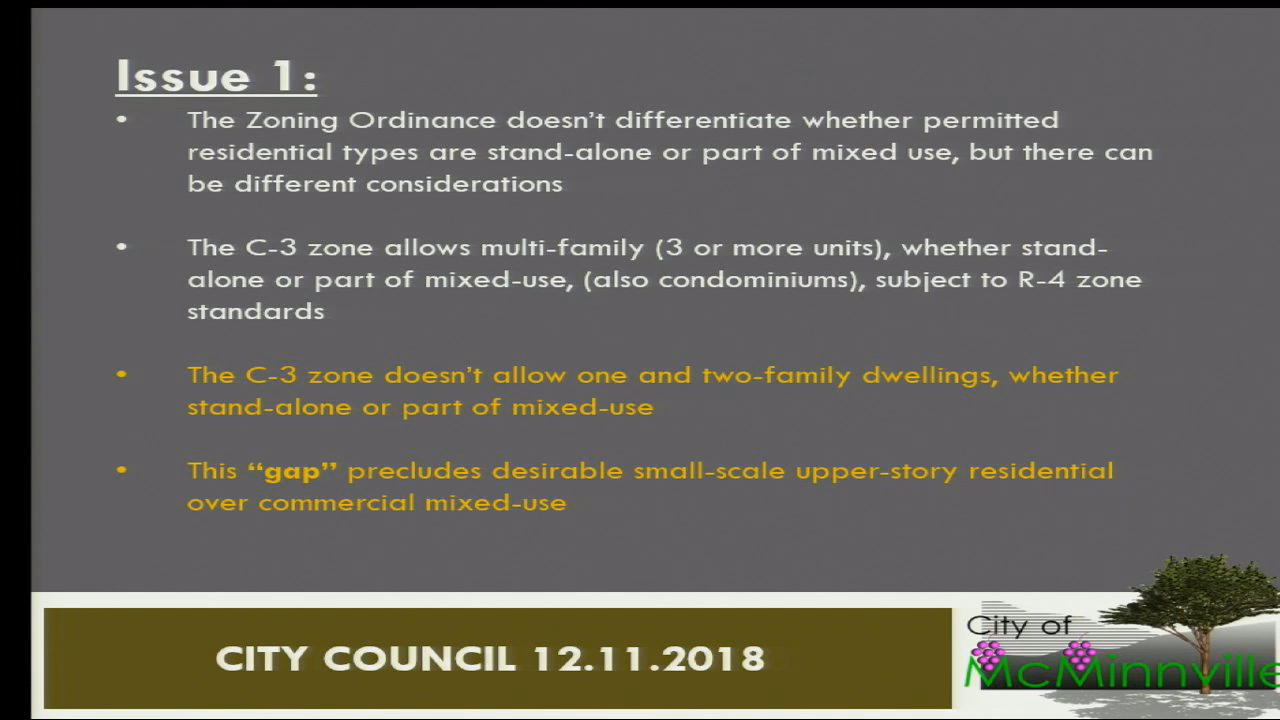 Issue 1:
• The Zoning Ordinance doesn't differentiate whether permitted
residential types are stand-alone or part of mixed use, but there can
be different considerations
• The C-3 zone allows multi-family (3 or more units), whether stand-
alone or part of mixed-use, (also condominiums), subject to R-4 zone
standards
• The C-3 zone doesn't allow one and two-family dwellings, whether
stand-alone or part of mixed-use
• This “gap” precludes desirable small-scale upper-story residential
over commercial mixed-use
CITY COUNCIL 12.11.2018
City of
McMinnville